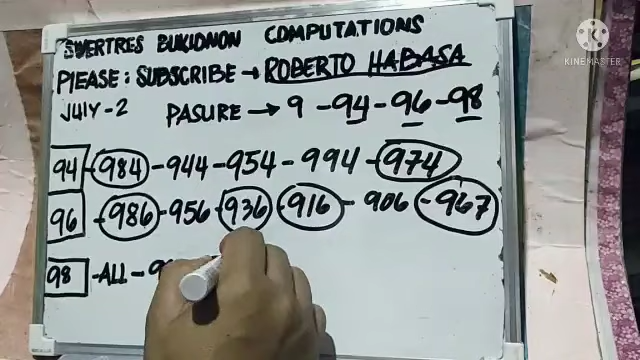 SWERTRES BUKIDNON COMPUTATIONS
PLEASE: SUBSCRIBE → ROBERTO HABASA
JULY-2 PASURE → 9 -94-96-98
94 -984-944-954-994-974
96 -986-956-936-916-906-967
98 -ALL-
KINEMASTER